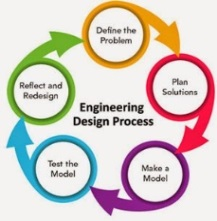 Define the
Problem
Plan
Solutions
Make a
Model
Test the
Model
Reflect and
Redesign
Engineering
Design Process